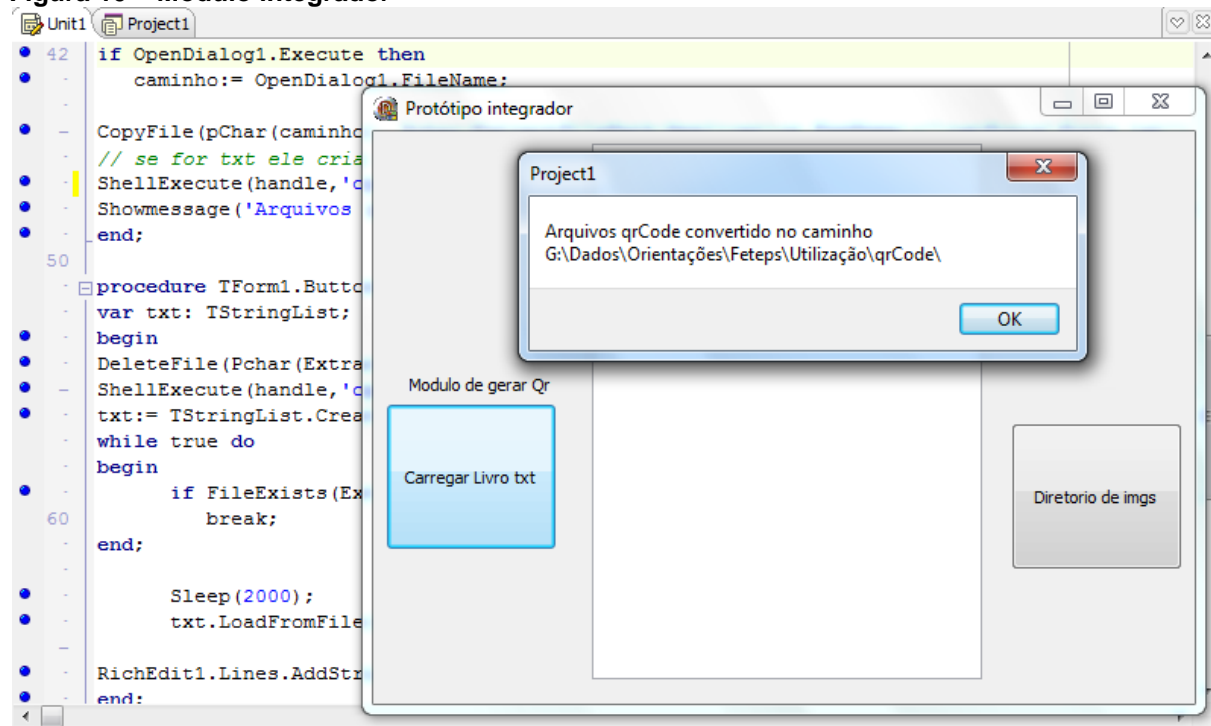 Unit1 Project1
42 if OpenDialog1.Execute then
caminho:= OpenDialog1.FileName;
CopyFile(pChar(caminho
// se for txt ele cria
ShellExecute(handle,'
Showmessage('Arquivos
end;
50
procedure TForm1.Butto
var txt: TStringList;
begin
DeleteFile(Pchar(Extra
ShellExecute(handle,'
txt:= TStringList.Crea
while true do
begin
if FileExists(Ex
60 break;
end;
Sleep(2000);
txt.LoadFromFile
RichEdit1.Lines.AddStr
end;
Protótipo integrador
Project1
Arquivos qrCode convertido no caminho
G:\Dados\Orientações\Feteps\Utilização\qrCode\
OK
Modulo de gerar Qr
Carregar Livro txt
Diretorio de imgs